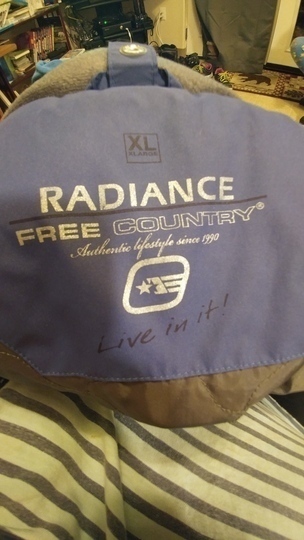 XL
XLARGE
RADIANCE
FREE COUNTRY®
Authentic lifestyle since 1990
Live in it!